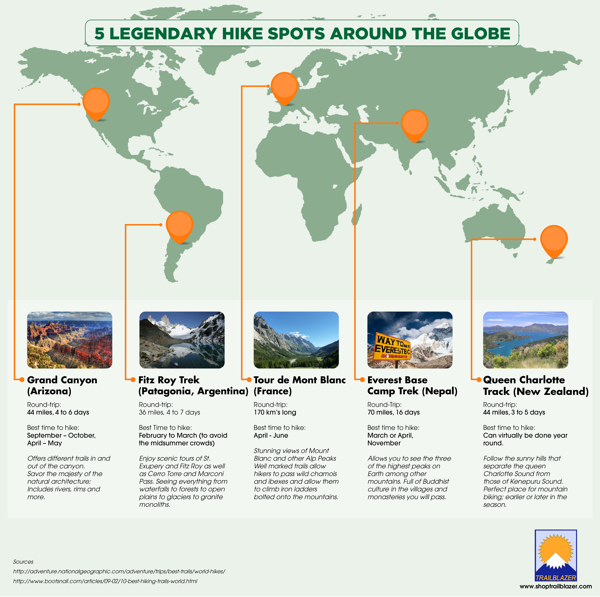 5 LEGENDARY HIKE SPOTS AROUND THE GLOBE
Grand Canyon
(Arizona)
Round-trip:
44 miles, 4 to 6 days
Best time to hike:
September – October,
April – May
Offers different trails in and
out of the canyon.
Savor the majesty of the
natural architecture;
Includes rivers, rims and
more.
Fitz Roy Trek
(Patagonia, Argentina)
Round-trip:
36 miles, 4 to 7 days
Best Time to hike:
February to March (to avoid
the midsummer crowds)
Enjoy scenic tours of St.
Exupery and Fitz Roy as well
as Cerro Torre and Marconi
Pass. Seeing everything from
waterfalls to forests to open
plains to glaciers to granite
monoliths.
Tour de Mont Blanc
(France)
Round-trip:
170 km's long
Best time to hike:
April - June
Stunning views of Mount
Blanc and other Alp Peaks
Well marked trails allow
hikers to pass wild chamois
and ibexes and allow them
to climb iron ladders
bolted onto the mountains.
WAY TO MT
EVEREST B.C
Everest Base
Camp Trek (Nepal)
Round-Trip:
70 miles, 16 days
Best time to hike:
March or April,
November
Allows you to see the three
of the highest peaks on
Earth among other
mountains. Full of Buddhist
culture in the villages and
monasteries you will pass.
Queen Charlotte
Track (New Zealand)
Round-trip:
44 miles, 3 to 5 days
Best time to hike:
Can virtually be done year
round.
Follow the sunny hills that
separate the queen
Charlotte Sound from
those of Kenepuru Sound.
Perfect place for mountain
biking; earlier or later in the
season.
Sources
http://adventure.nationalgeographic.com/adventure/trips/best-trails/world-hikes/
http://www.bootsnall.com/articles/09-02/10-best-hiking-trails-world.html
TRAILBLAZER
www.shoptrailblazer.com